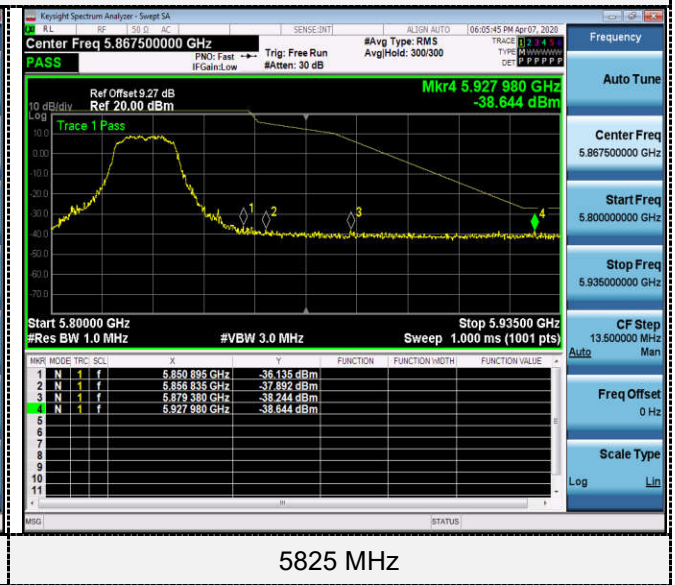 Keysight Spectrum Analyzer - Swept SA
RL RF 50 Ω AC SENSE:INT ALIGN AUTO 06:05:45 PM Apr 07, 2020
Center Freq 5.867500000 GHz
PASS
PNO: Fast
IFGain:Low
Trig: Free Run
#Atten: 30 dB
#Avg Type: RMS
Avg|Hold: 300/300
TRACE 1 2 3 4 5 6
TYPE M
DET P P P P P P
Ref Offset 9.27 dB
10 dB/div Ref 20.00 dBm
Mkr4 5.927 980 GHz
-38.644 dBm
Log
Trace 1 Pass
10.0
0.00
-10.0
-20.0
-30.0
-40.0
-50.0
-60.0
-70.0
1
2
3
4
Start 5.80000 GHz
Stop 5.93500 GHz
#Res BW 1.0 MHz
#VBW 3.0 MHz
Sweep 1.000 ms (1001 pts)
MKR MODE TRC SCL X Y FUNCTION FUNCTION WIDTH FUNCTION VALUE
1 N 1 f 5.850 895 GHz -36.135 dBm
2 N 1 f 5.856 835 GHz -37.892 dBm
3 N 1 f 5.879 380 GHz -38.244 dBm
4 N 1 f 5.927 980 GHz -38.644 dBm
5
6
7
8
9
10
11
MSG
STATUS
Frequency
Auto Tune
Center Freq
5.867500000 GHz
Start Freq
5.800000000 GHz
Stop Freq
5.935000000 GHz
CF Step
13.500000 MHz
Auto Man
Freq Offset
0 Hz
Scale Type
Log Lin
5825 MHz